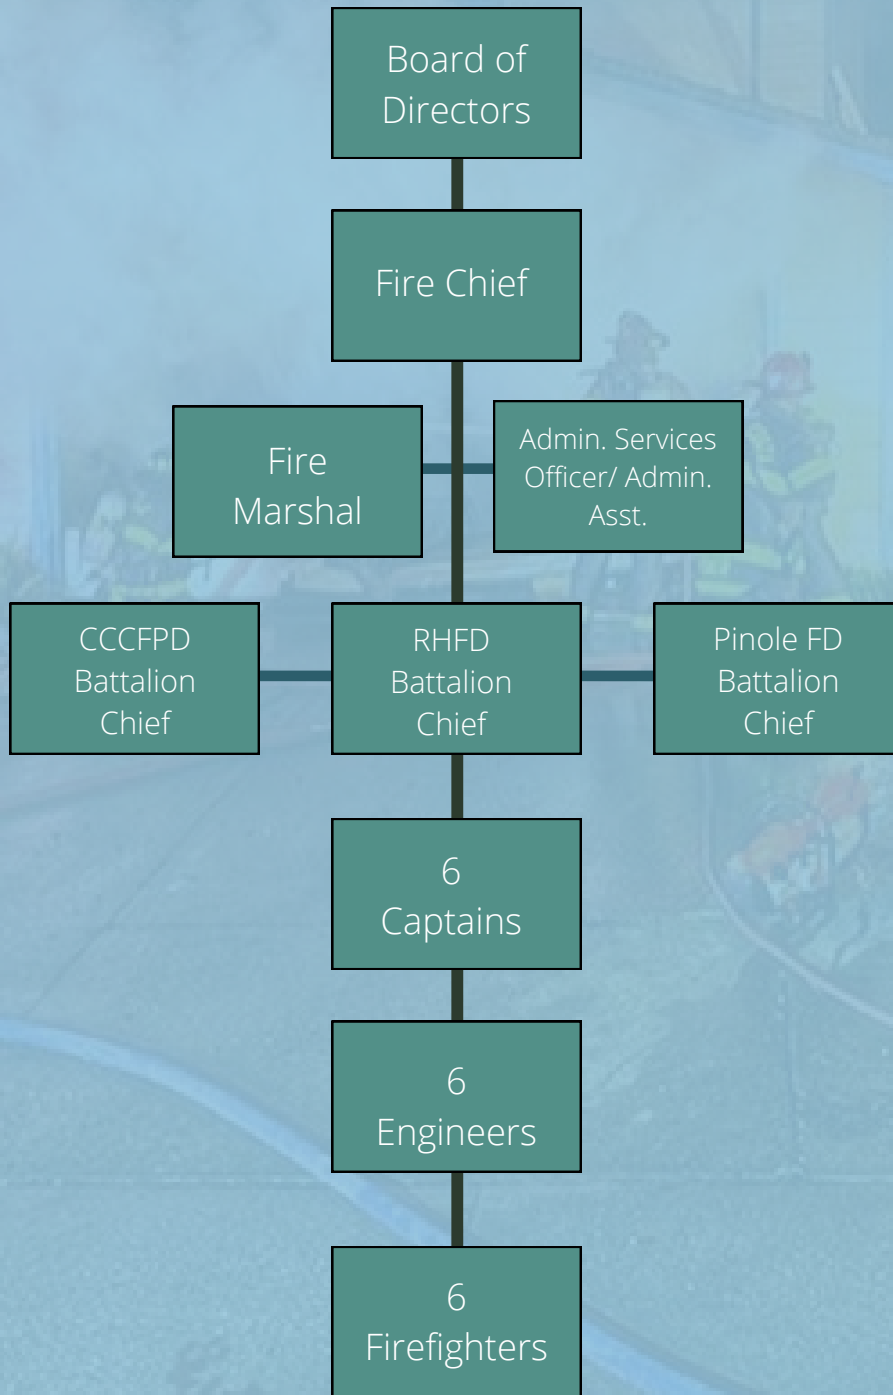 Board of
Directors
Fire Chief
Fire
Marshal
Admin. Services
Officer/ Admin.
Asst.
CCCFPD
Battalion
Chief
RHFD
Battalion
Chief
Pinole FD
Battalion
Chief
6
Captains
6
Engineers
6
Firefighters